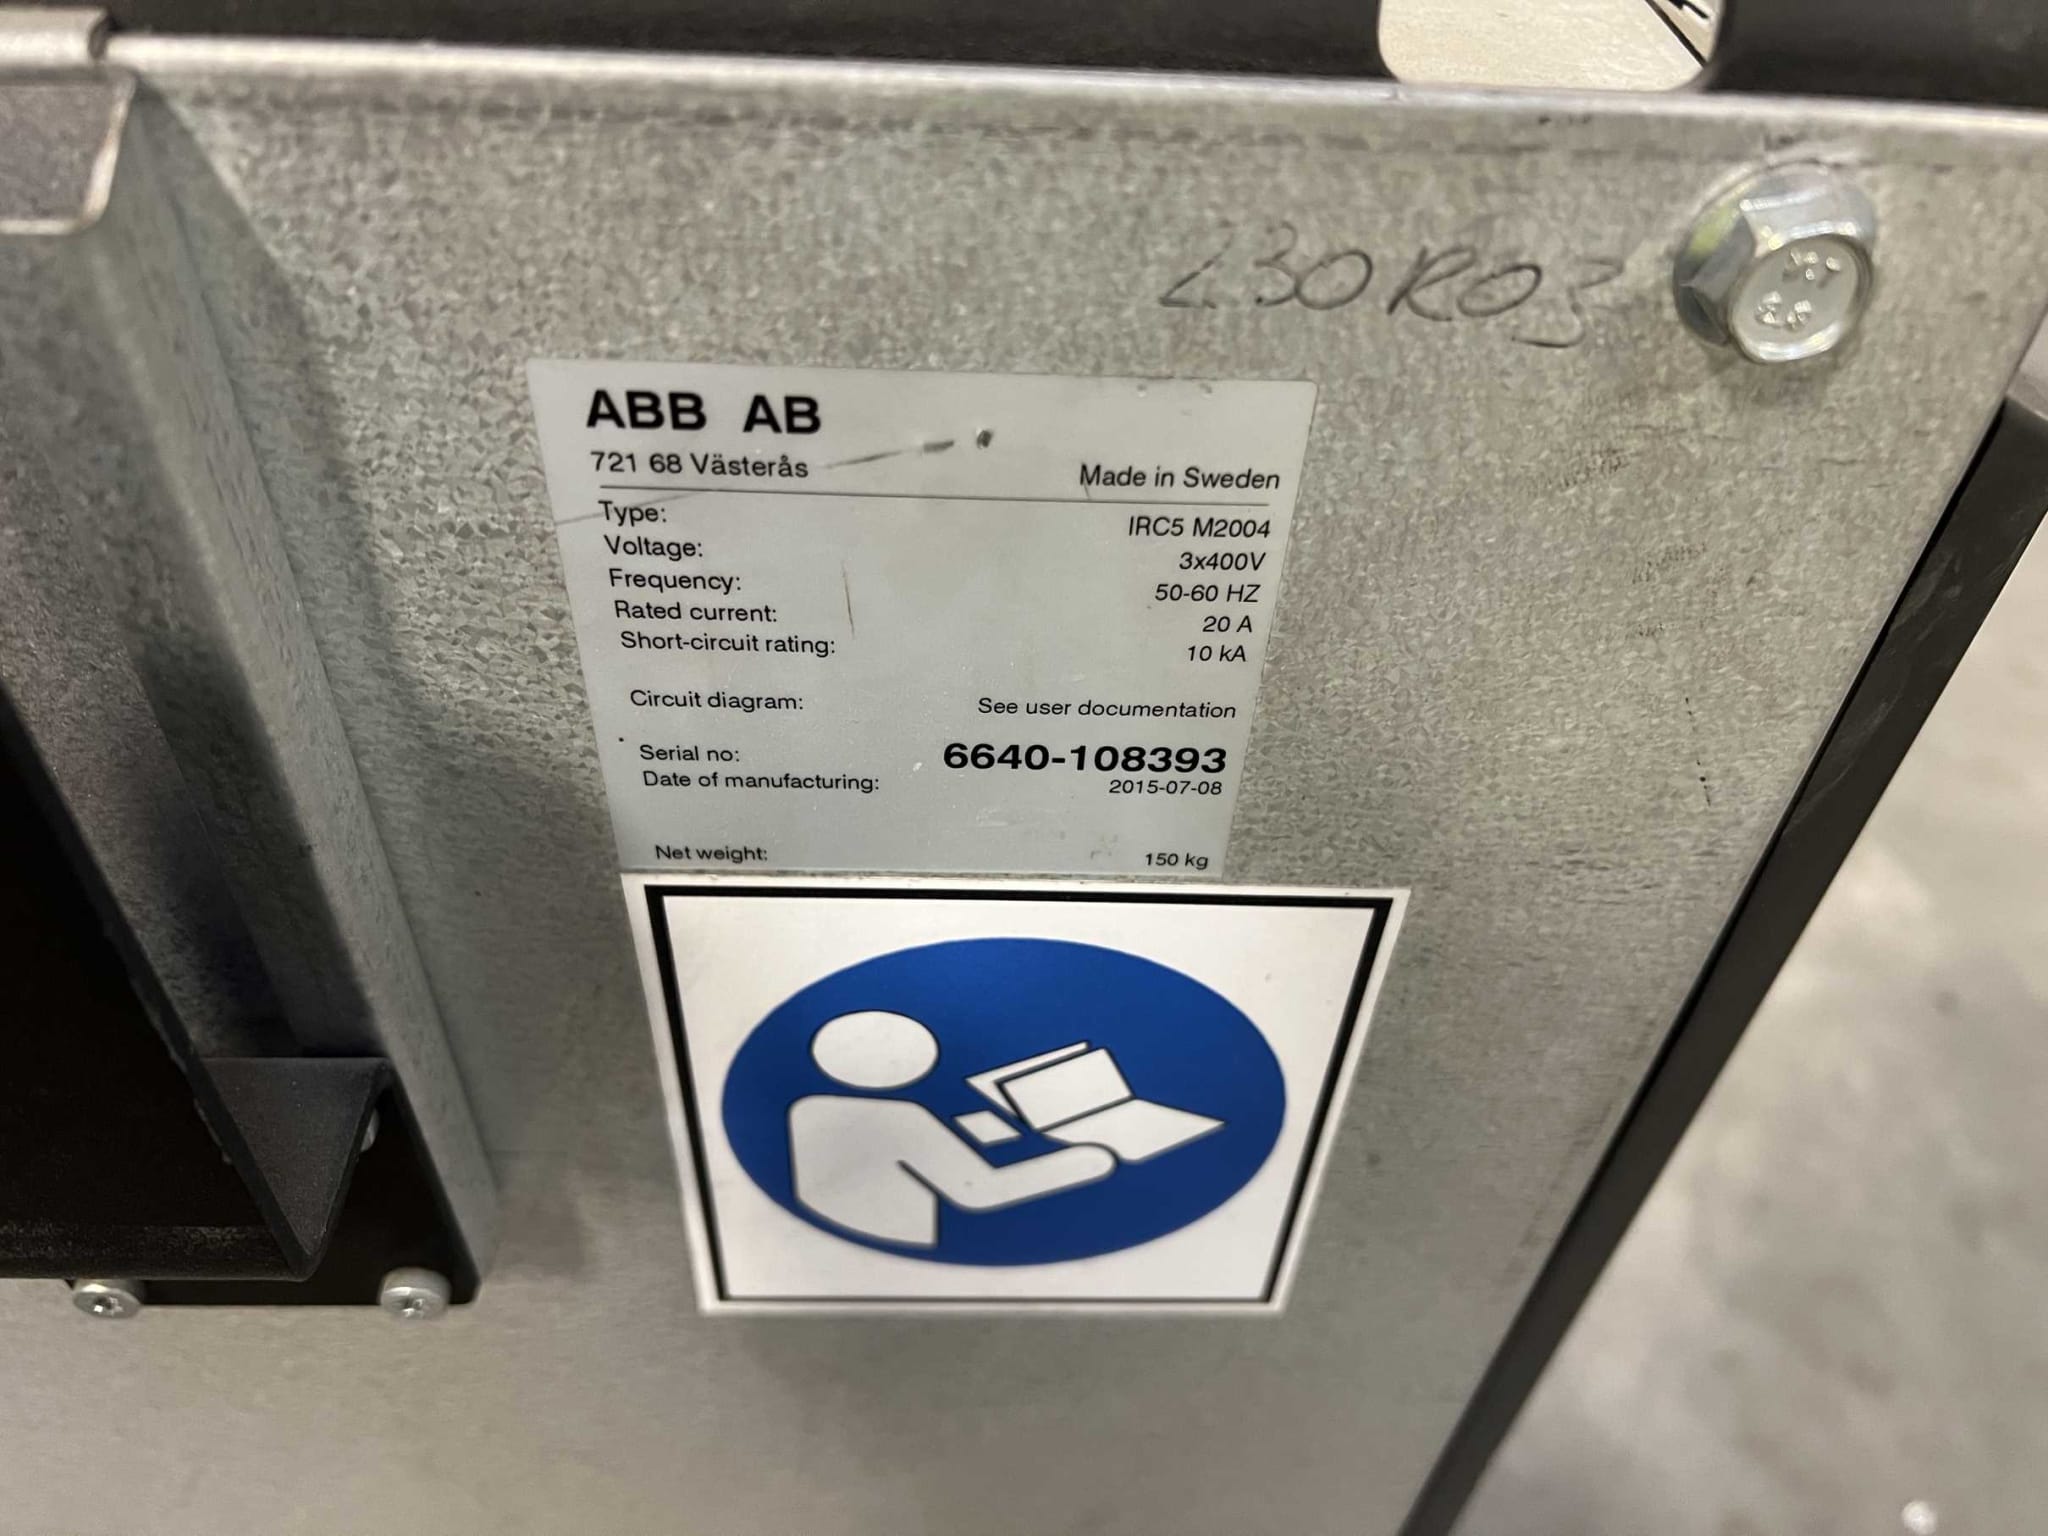 230R03
ABB AB
721 68 Västerås
Made in Sweden
Type: IRC5 M2004
Voltage: 3x400V
Frequency: 50-60 HZ
Rated current: 20 A
Short-circuit rating: 10 kA
Circuit diagram: See user documentation
Serial no: 6640-108393
Date of manufacturing: 2015-07-08
Net weight: 150 kg